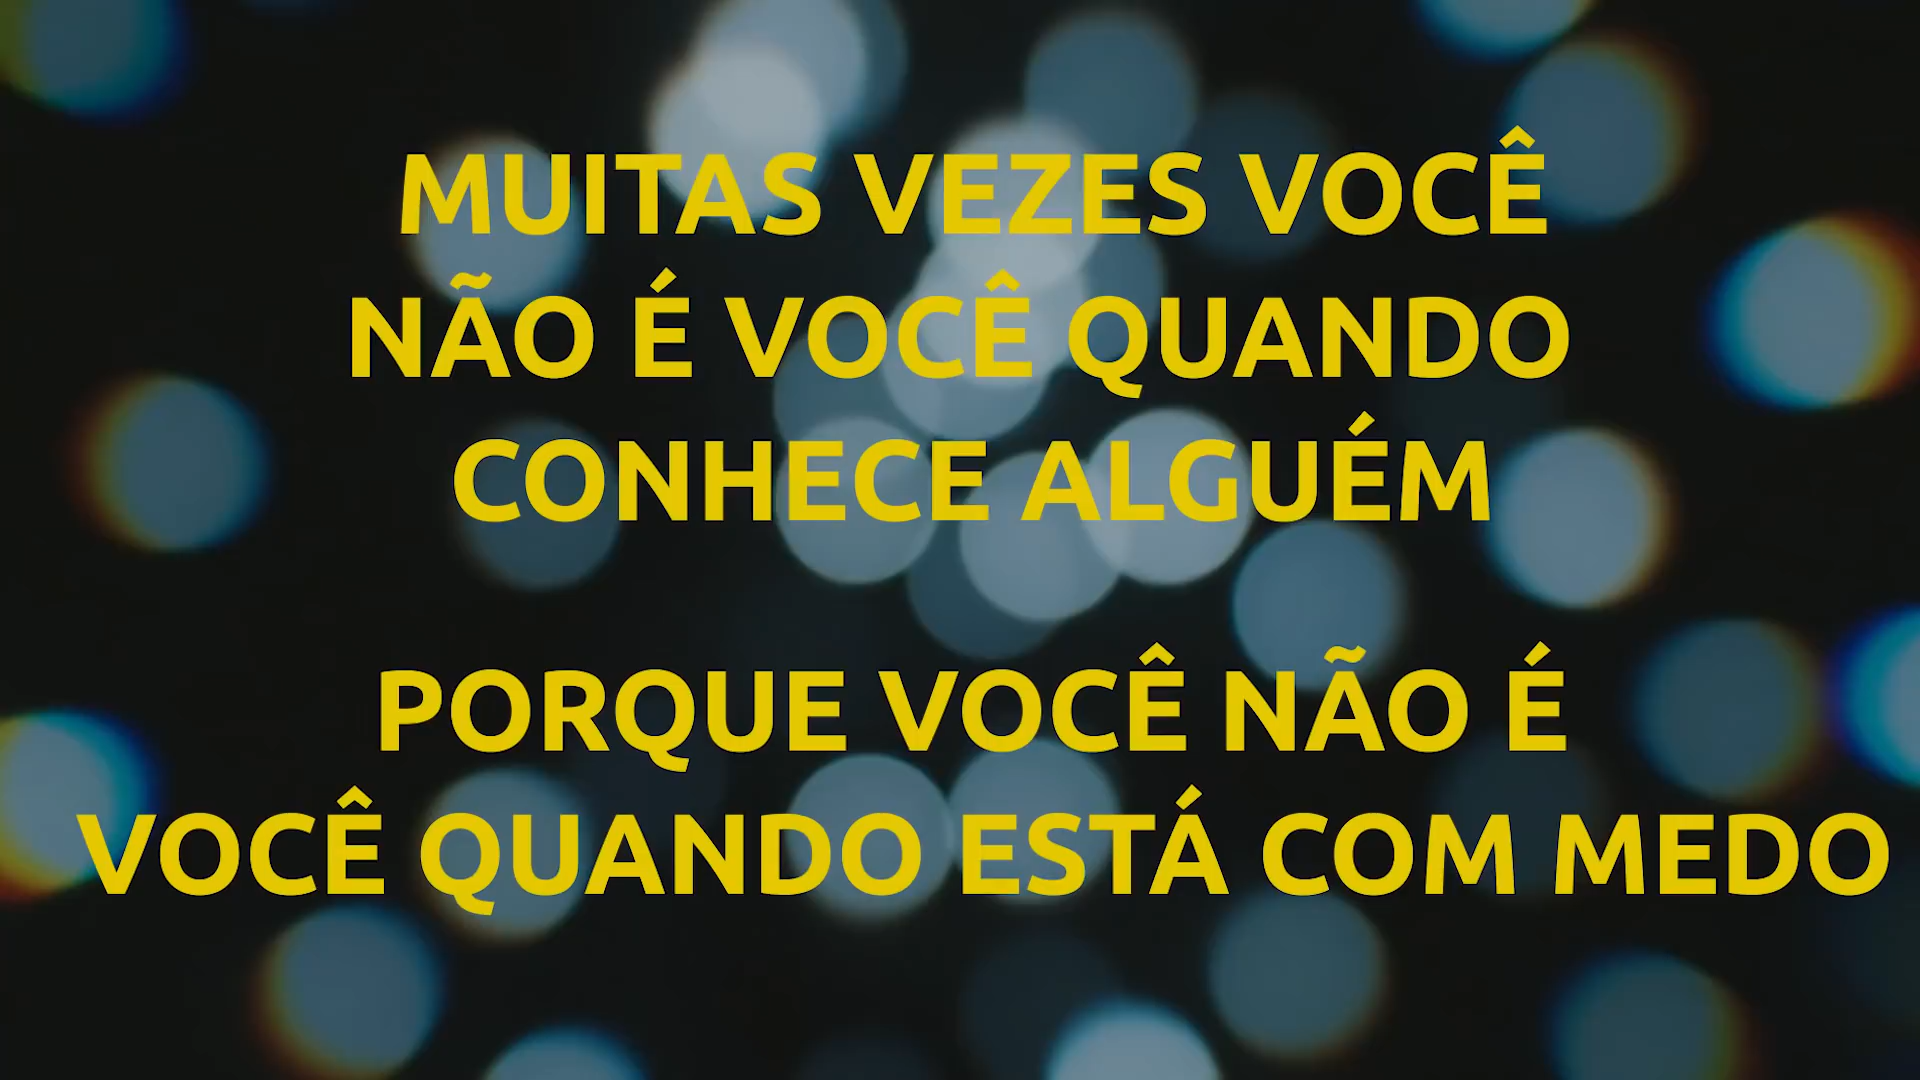 MUITAS VEZES VOCÊ
NÃO É VOCÊ QUANDO
CONHECE ALGUÉM
PORQUE VOCÊ NÃO É
VOCÊ QUANDO ESTÁ COM MEDO